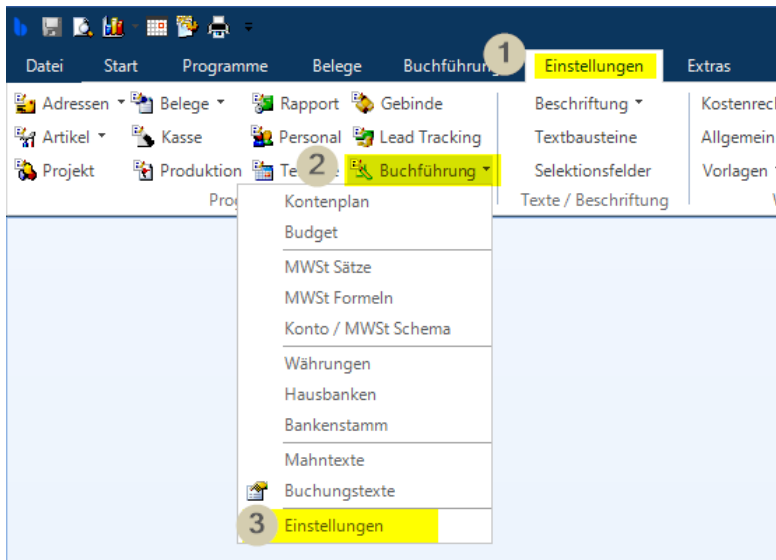 Datei Start Programme Belege Buchführung 1 Einstellungen Extras
Adressen Belege Rapport Gebinde Beschriftung
Artikel Kasse Personal Lead Tracking Textbausteine Allgemein
Projekt Produktion 2 Buchführung Selektionsfelder Vorlagen
Texte / Beschriftung
Kontenplan
Budget
MWSt Sätze
MWSt Formeln
Konto / MWSt Schema
Währungen
Hausbanken
Bankenstamm
Mahntexte
Buchungstexte
3 Einstellungen